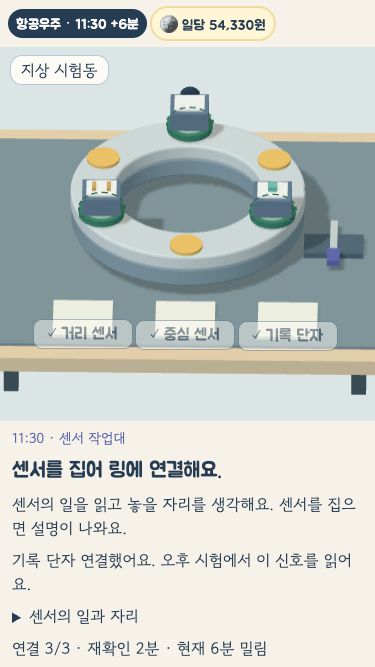 항공우주 · 11:30 +6분
일당 54,330원
지상 시험동
✓ 거리 센서
✓ 중심 센서
✓ 기록 단자
11:30 · 센서 작업대
센서를 집어 링에 연결해요.
센서의 일을 읽고 놓을 자리를 생각해요. 센서를 집으
면 설명이 나와요.
기록 단자 연결했어요. 오후 시험에서 이 신호를 읽어
요.
▶ 센서의 일과 자리
연결 3/3 · 재확인 2분 · 현재 6분 밀림